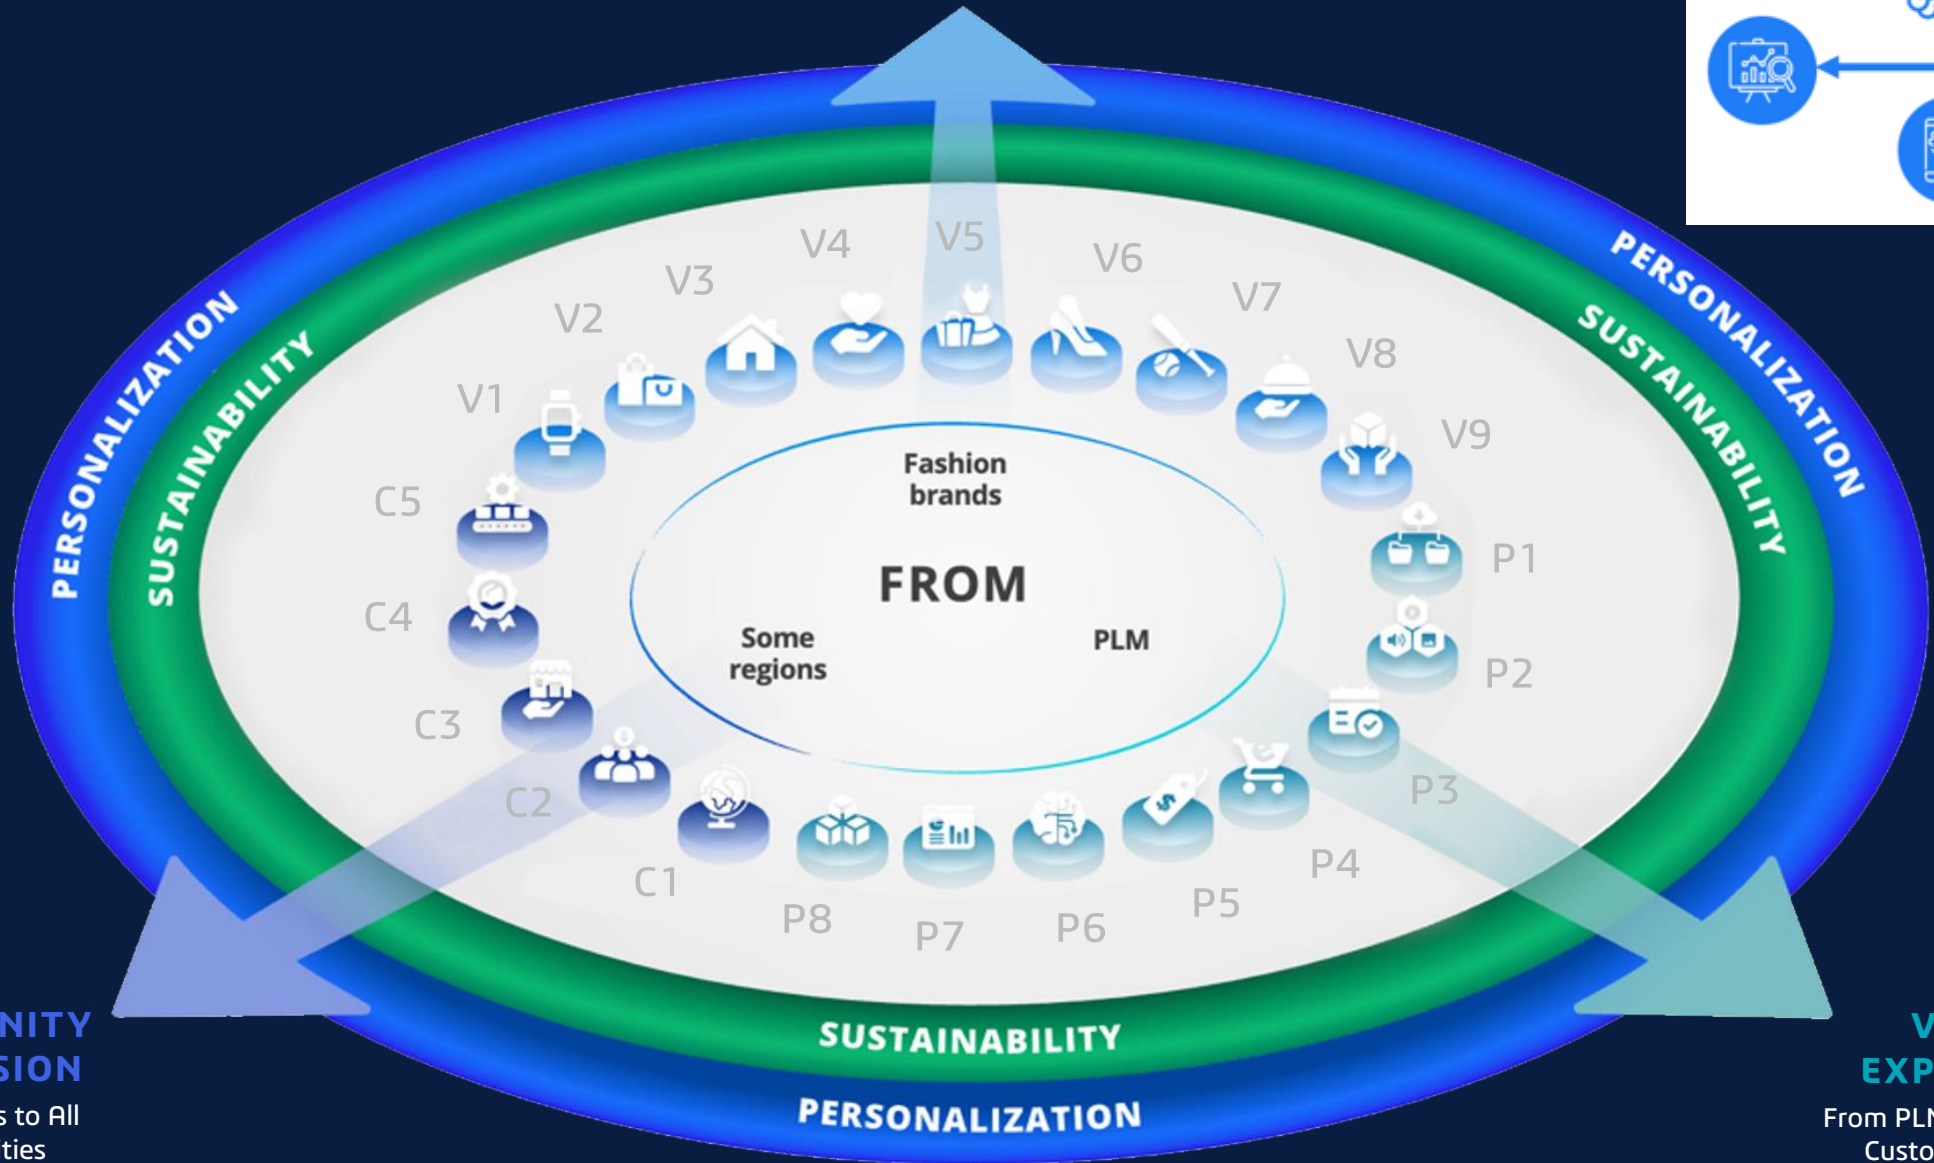 PERSONALIZATION
SUSTAINABILITY
PERSONALIZATION
SUSTAINABILITY
V1
V2
V3
V4
V5
V6
V7
V8
V9
P1
P2
P3
P4
P5
P6
P7
P8
C1
C2
C3
C4
C5
Fashion
brands
FROM
Some
regions
PLM
SUSTAINABILITY
PERSONALIZATION
NITY
SION
s to All
ties
V
EXP
From PLM
Custo